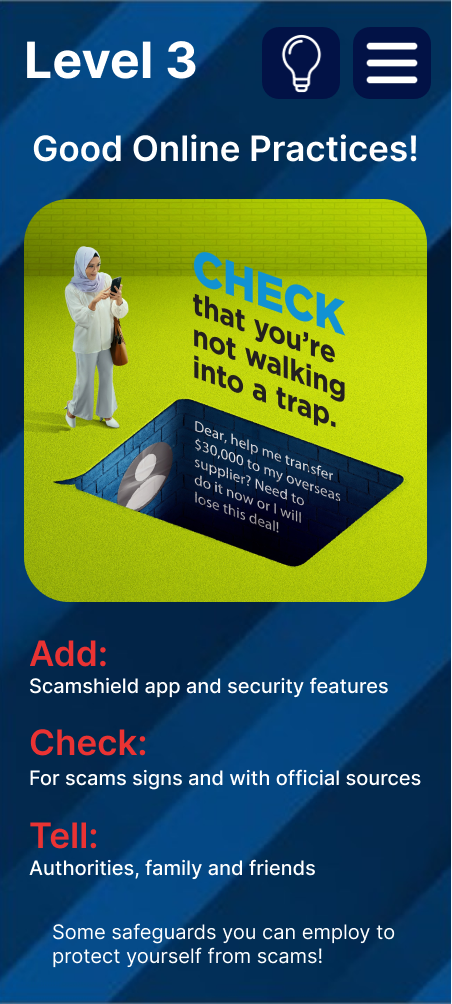 Level 3
Good Online Practices!
CHECK
that you're
not walking
into a trap.
Dear, help me transfer
$30,000 to my overseas
supplier? Need to
do it now or I will
lose this deal!
Add:
Scamshield app and security features
Check:
For scams signs and with official sources
Tell:
Authorities, family and friends
Some safeguards you can employ to
protect yourself from scams!